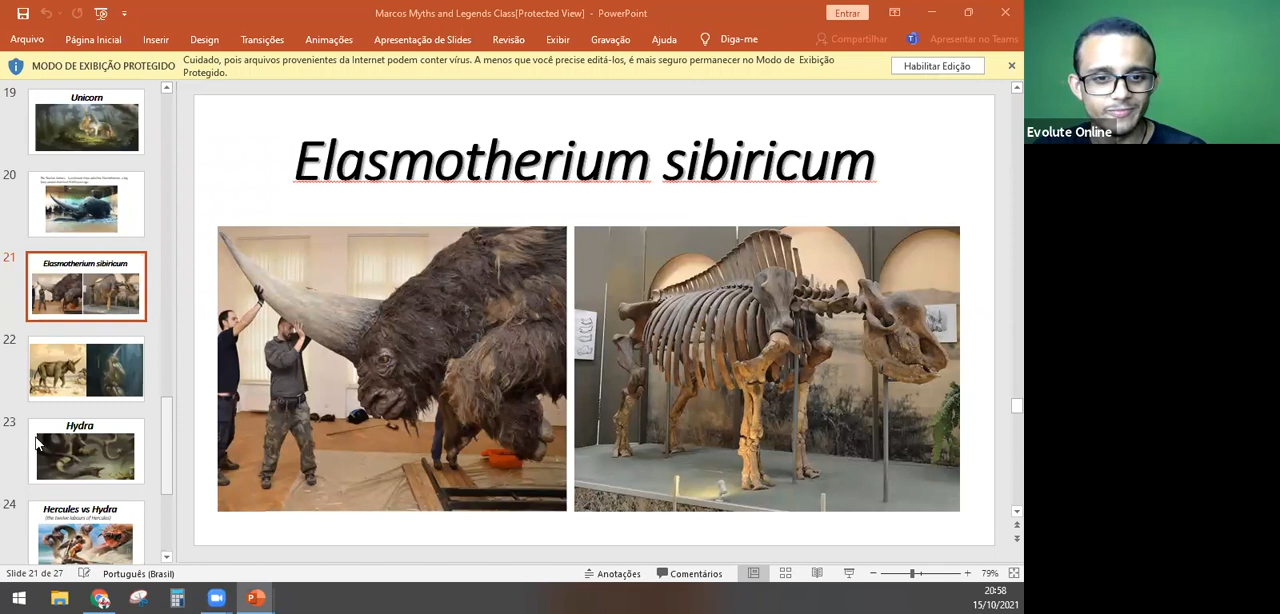 Marcos Myths and Legends Class[Protected View] - PowerPoint
Entrar
Arquivo Página Inicial Inserir Design Transições Animações Apresentação de Slides Revisão Exibir Gravação Ajuda Diga-me Compartilhar Apresentar no Teams
MODO DE EXIBIÇÃO PROTEGIDO Cuidado, pois arquivos provenientes da Internet podem conter vírus. A menos que você precise editá-los, é mais seguro permanecer no Modo de Exibição
Protegido.
Habilitar Edição
19
Unicorn
20
21
Elasmotherium sibiricum
22
23
Hydra
24
Hercules vs Hydra
(The twelve labours of Hercules)
Elasmotherium sibiricum
Evolute Online
Slide 21 de 27 Português (Brasil) Anotações Comentários 79%
20:58
15/10/2021